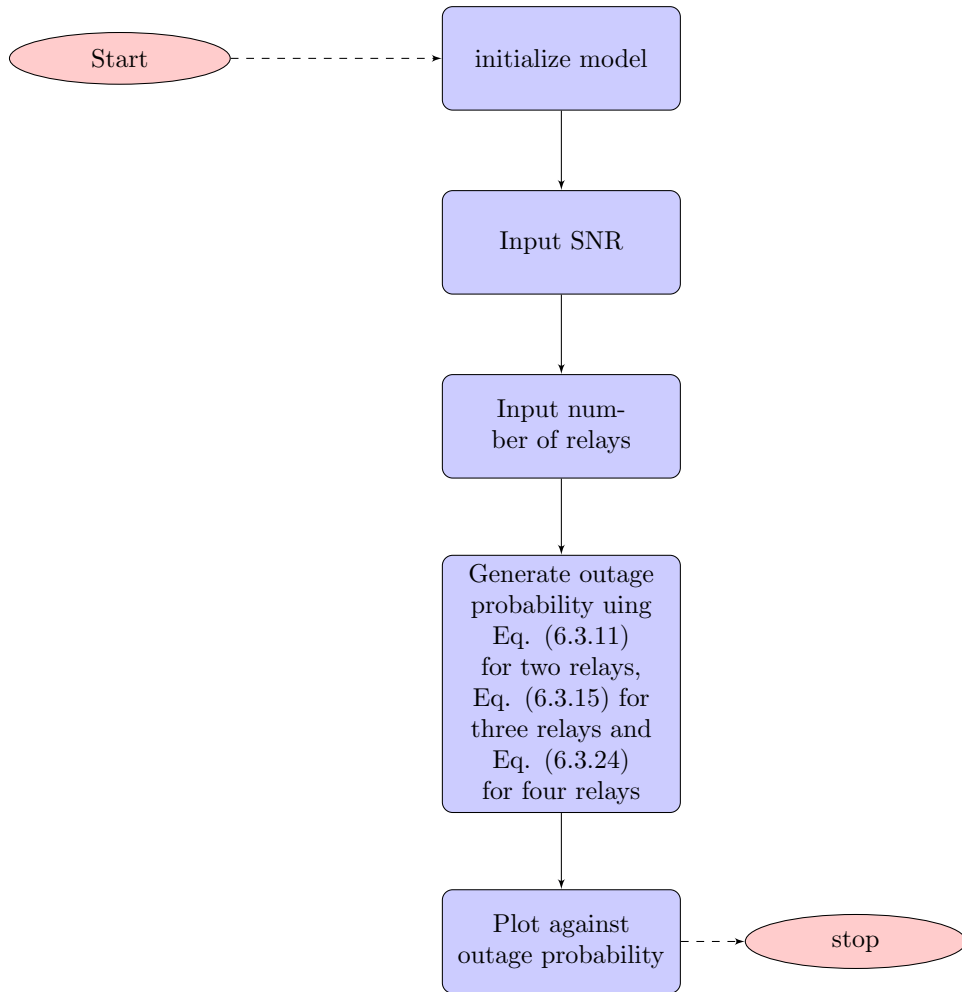 Start
initialize model
Input SNR
Input num-
ber of relays
Generate outage
probability uing
Eq. (6.3.11)
for two relays,
Eq. (6.3.15) for
three relays and
Eq. (6.3.24)
for four relays
Plot against
outage probability
stop